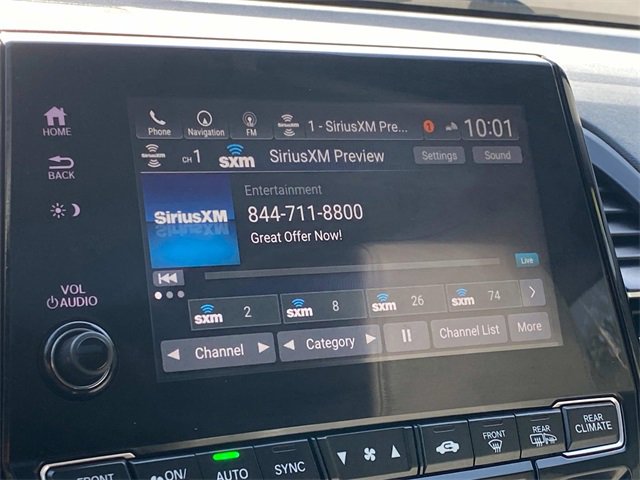 HOME
BACK
VOL
AUDIO
Phone
Navigation
FM
1 - SiriusXM Pre...
1
10:01
CH 1
sxm
SiriusXM Preview
Settings
Sound
SiriusXM
Entertainment
844-711-8800
Great Offer Now!
Live
sxm 2
sxm 8
sxm 26
sxm 74
Channel
Category
Channel List
More
FRONT
ON/
AUTO
SYNC
FRONT
REAR
REAR
CLIMATE